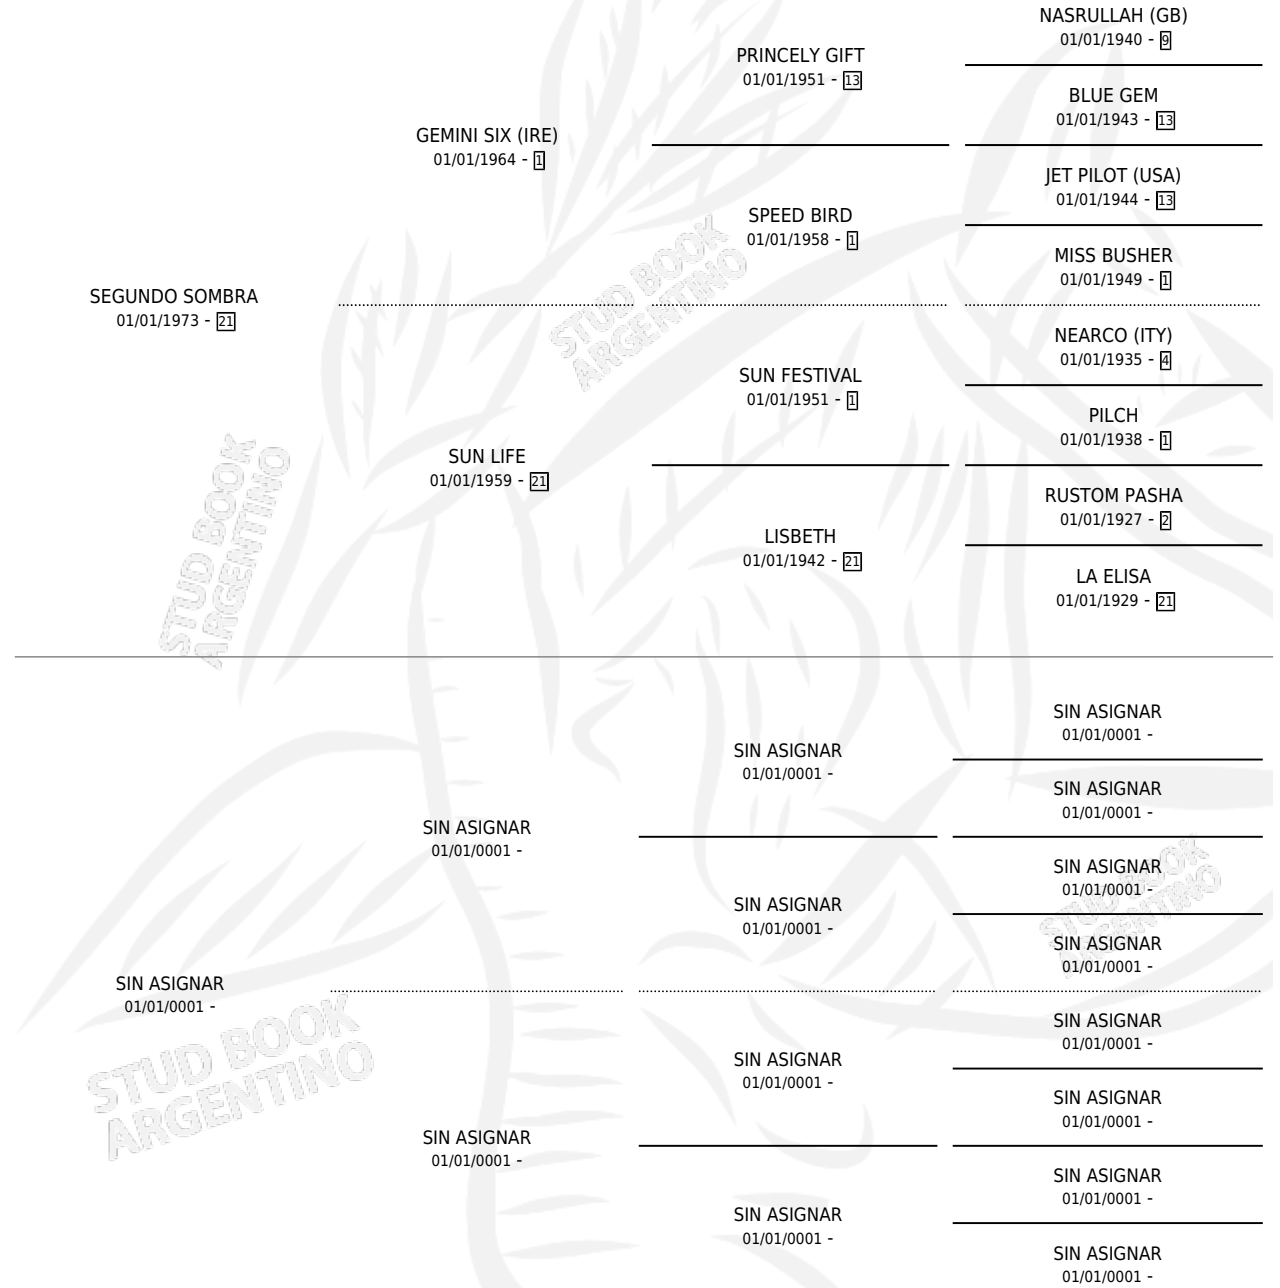 NASRULLAH (GB)
01/01/1940 - 9
PRINCELY GIFT
01/01/1951 - 13
BLUE GEM
01/01/1943 - 13
GEMINI SIX (IRE)
01/01/1964 - 1
JET PILOT (USA)
01/01/1944 - 13
SPEED BIRD
01/01/1958 - 1
MISS BUSHER
01/01/1949 - 1
SEGUNDO SOMBRA
01/01/1973 - 21
STUD BOOK
ARGENTINO
NEARCO (ITY)
01/01/1935 - 4
SUN FESTIVAL
01/01/1951 - 1
PILCH
01/01/1938 - 1
SUN LIFE
01/01/1959 - 21
RUSTOM PASHA
01/01/1927 - 2
LISBETH
01/01/1942 - 21
LA ELISA
01/01/1929 - 21
STUD BOOK
ARGENTINO
SIN ASIGNAR
01/01/0001 -
SIN ASIGNAR
01/01/0001 -
SIN ASIGNAR
01/01/0001 -
SIN ASIGNAR
01/01/0001 -
SIN ASIGNAR
01/01/0001 -
SIN ASIGNAR
01/01/0001 -
SIN ASIGNAR
01/01/0001 -
STUD BOOK
ARGENTINO
SIN ASIGNAR
01/01/0001 -
SIN ASIGNAR
01/01/0001 -
SIN ASIGNAR
01/01/0001 -
SIN ASIGNAR
01/01/0001 -
STUD BOOK
ARGENTINO
SIN ASIGNAR
01/01/0001 -
SIN ASIGNAR
01/01/0001 -
SIN ASIGNAR
01/01/0001 -
SIN ASIGNAR
01/01/0001 -